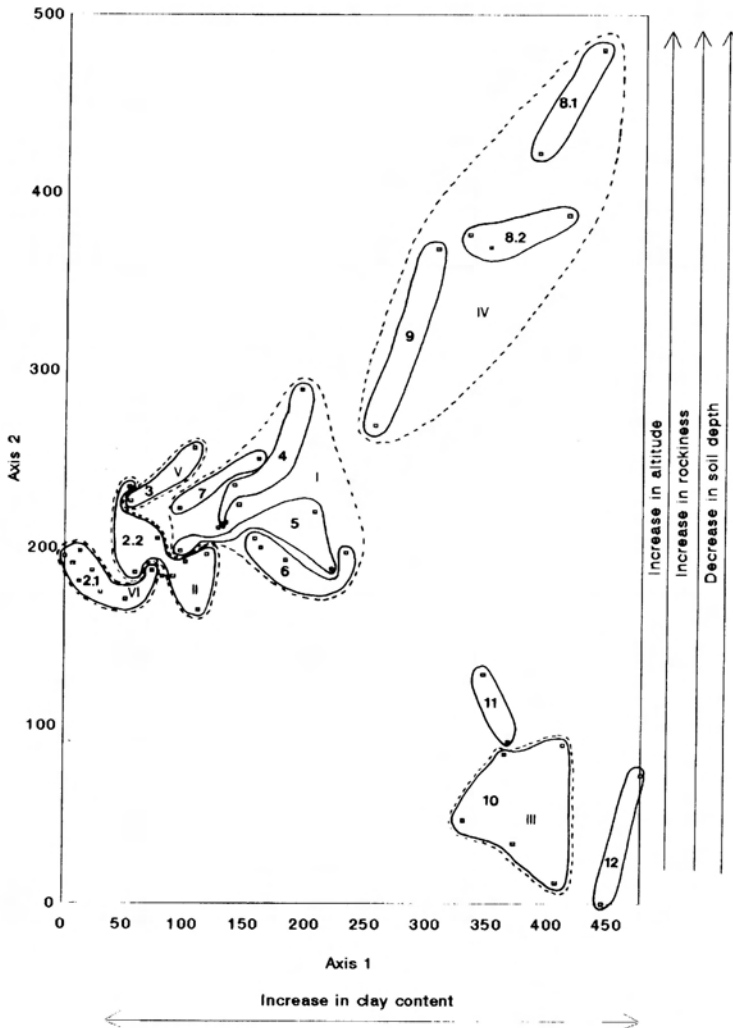 500
8.1
400
8.2
IV
9
300
Axis 2
V
3
7
4
I
5
2.2
200
2.1
VI
II
6
11
100
10
III
12
0
0 50 100 150 200 250 300 350 400 450
Axis 1
Increase in clay content
Increase in altitude
Increase in rockiness
Decrease in soil depth